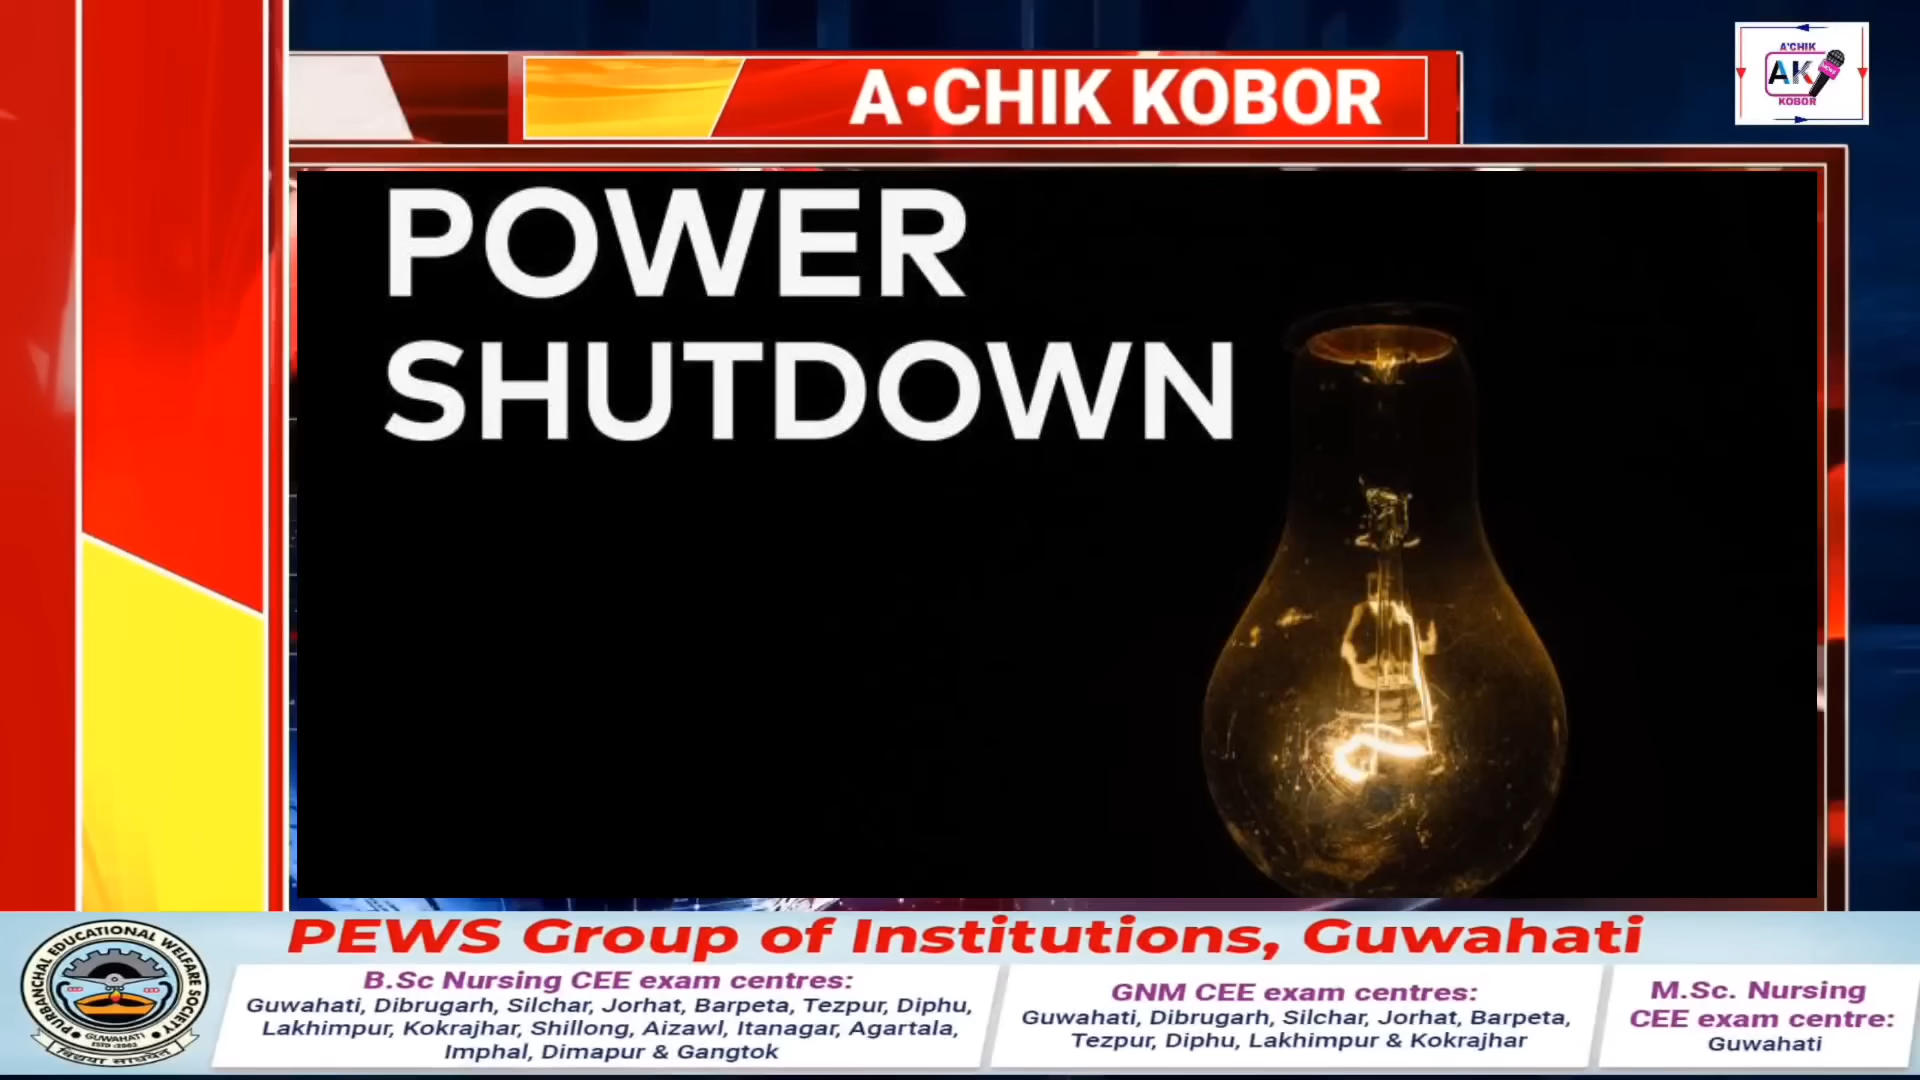 A•CHIK KOBOR
A'CHIK
AK
KOBOR
POWER
SHUTDOWN
PEWS Group of Institutions, Guwahati
PURBANCHAL EDUCATIONAL WELFARE SOCIETY
GUWAHATI
विद्या साधयेत
B.Sc Nursing CEE exam centres:
Guwahati, Dibrugarh, Silchar, Jorhat, Barpeta, Tezpur, Diphu,
Lakhimpur, Kokrajhar, Shillong, Aizawl, Itanagar, Agartala,
Imphal, Dimapur & Gangtok
GNM CEE exam centres:
Guwahati, Dibrugarh, Silchar, Jorhat, Barpeta,
Tezpur, Diphu, Lakhimpur & Kokrajhar
M.Sc. Nursing
CEE exam centre:
Guwahati